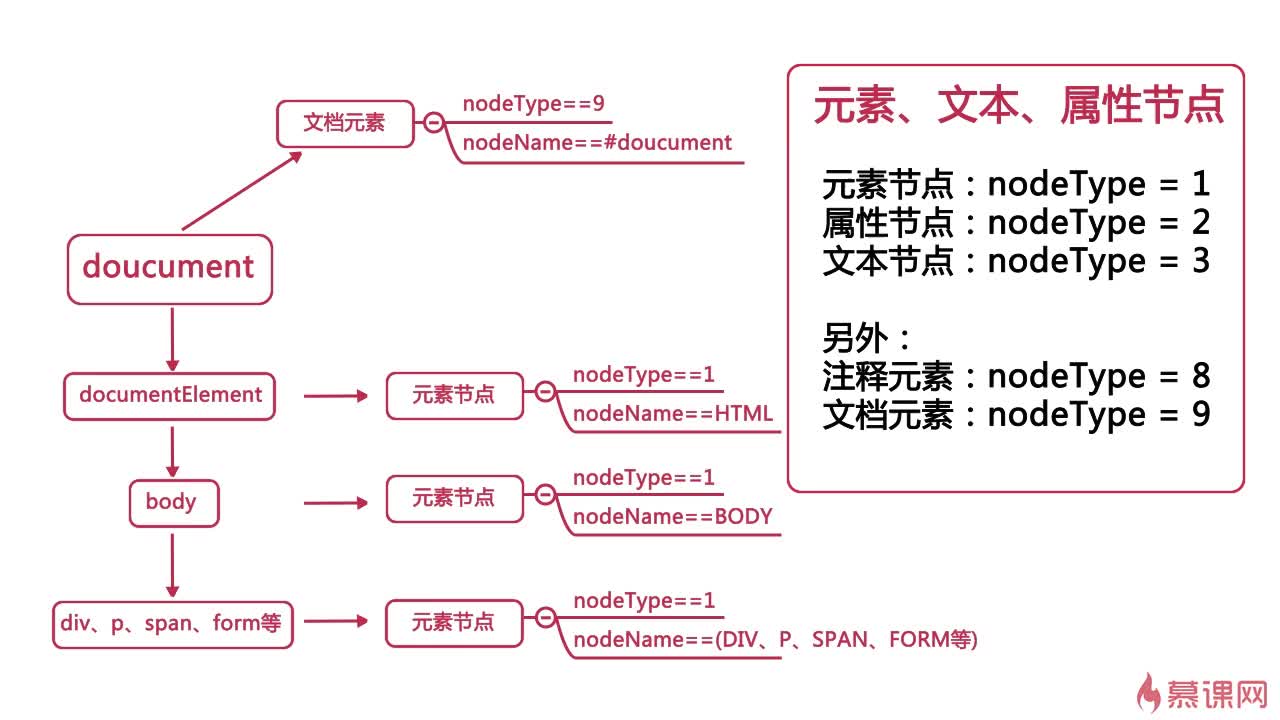 文档元素
nodeType==9
nodeName==#doucument
doucument
documentElement
元素节点
nodeType==1
nodeName==HTML
body
元素节点
nodeType==1
nodeName==BODY
div、p、span、form等
元素节点
nodeType==1
nodeName==(DIV、P、SPAN、FORM等)
元素、文本、属性节点
元素节点：nodeType = 1
属性节点：nodeType = 2
文本节点：nodeType = 3
另外：
注释元素：nodeType = 8
文档元素：nodeType = 9
慕课网